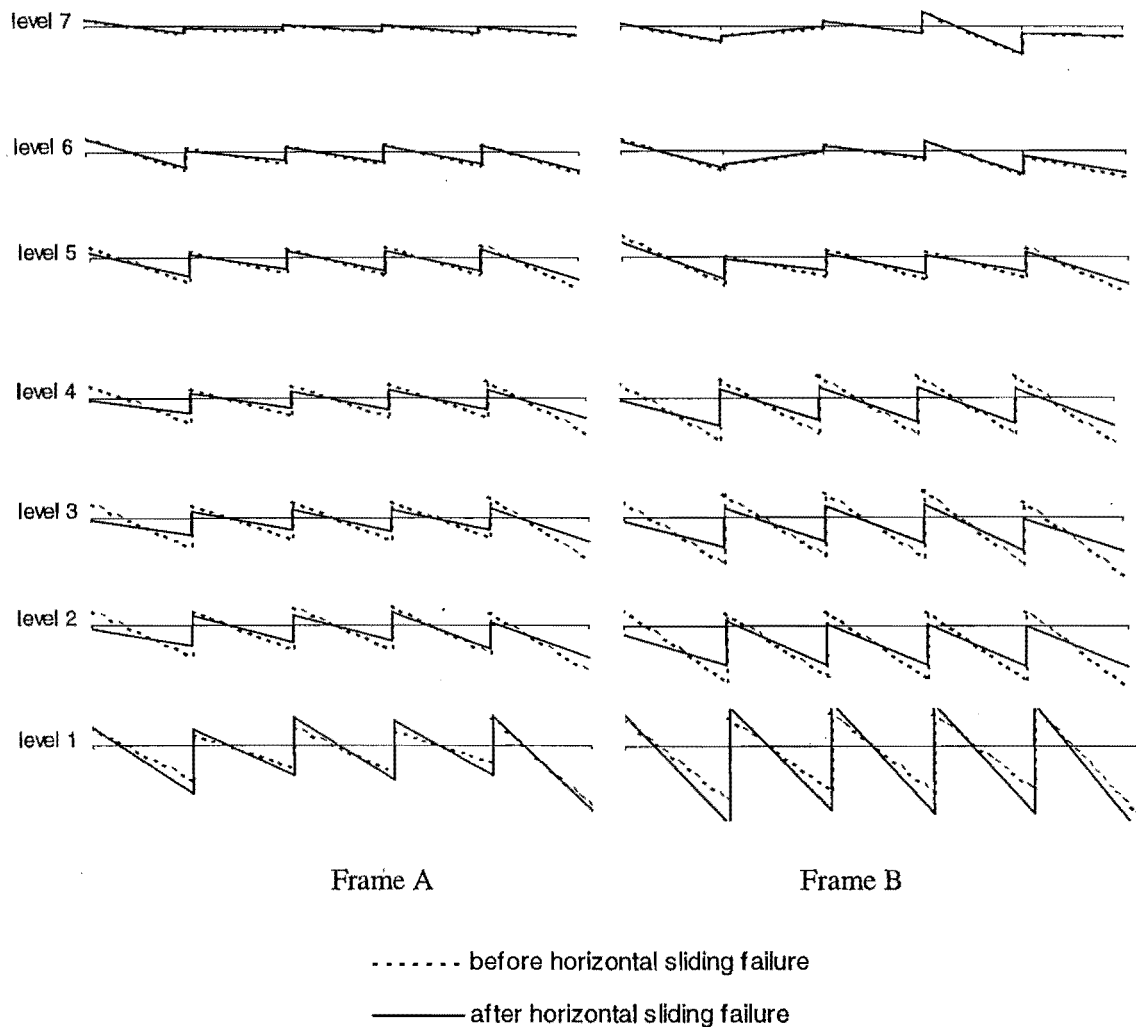 level 7
level 6
level 5
level 4
level 3
level 2
level 1
Frame A
Frame B
before horizontal sliding failure
after horizontal sliding failure